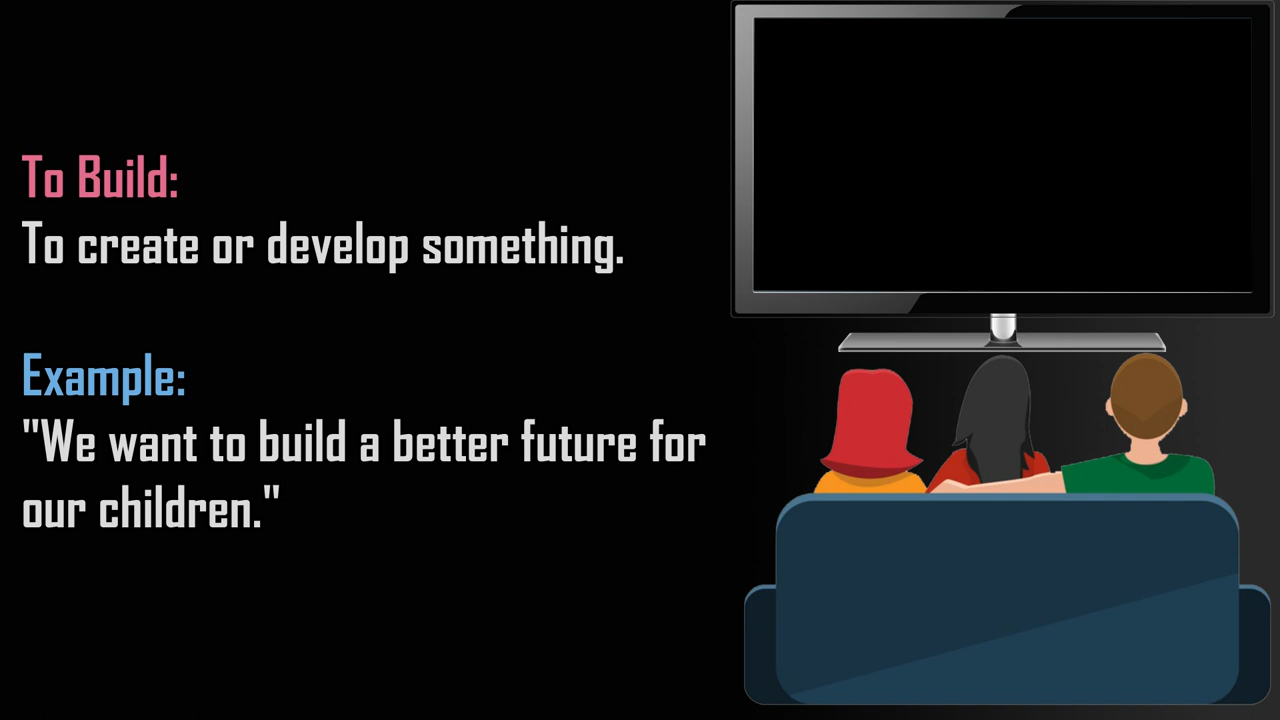 To Build:
To create or develop something.
Example:
"We want to build a better future for
our children."